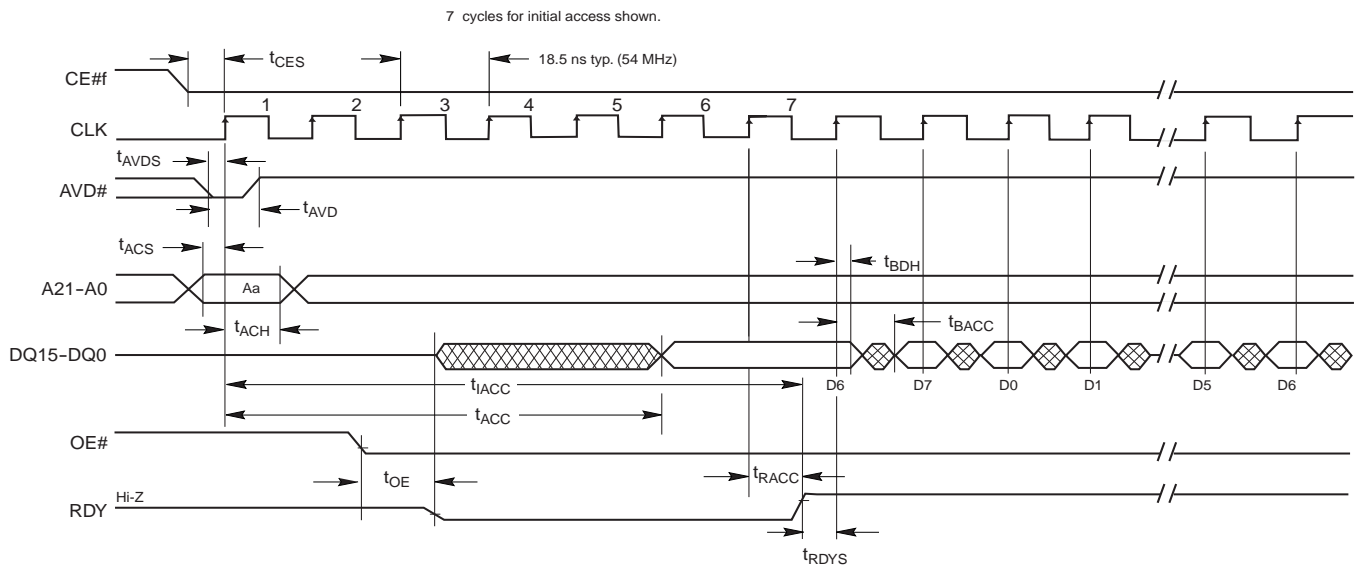 7 cycles for initial access shown.
tCES
18.5 ns typ. (54 MHz)
CE#f
1 2 3 4 5 6 7
CLK
tAVDS
AVD#
tAVD
tACS
tBDH
A21-A0
Aa
tACH
tBACC
DQ15-DQ0
D6 D7 D0 D1 D5 D6
tIACC
tACC
OE#
tOE
tRACC
Hi-Z
RDY
tRDYS